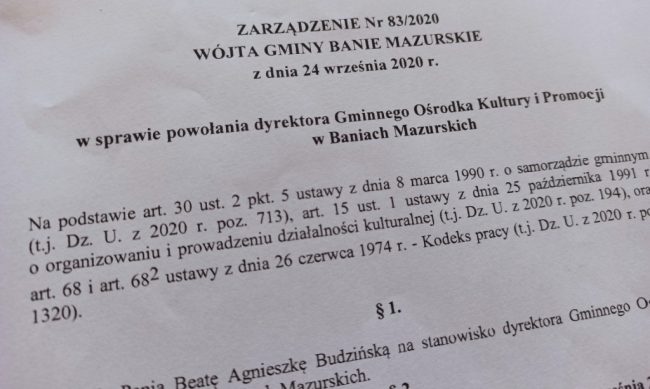 ZARZĄDZENIE Nr 83/2020
WÓJTA GMINY BANIE MAZURSKIE
z dnia 24 września 2020 r.
w sprawie powołania dyrektora Gminnego Ośrodka Kultury i Promocji
w Baniach Mazurskich
Na podstawie art. 30 ust. 2 pkt. 5 ustawy z dnia 8 marca 1990 r. o samorządzie gminnym
(t.j. Dz. U. z 2020 r. poz. 713), art. 15 ust. 1 ustawy z dnia 25 października 1991 r
o organizowaniu i prowadzeniu działalności kulturalnej (t.j. Dz. U. z 2020 r. poz. 194), ora
art. 68 i art. 68² ustawy z dnia 26 czerwca 1974 r. - Kodeks pracy (t.j. Dz. U. z 2020 r. po
1320).
§ 1.
Beatę Agnieszkę Budzińską na stanowisko dyrektora Gminnego
Mazurskich.